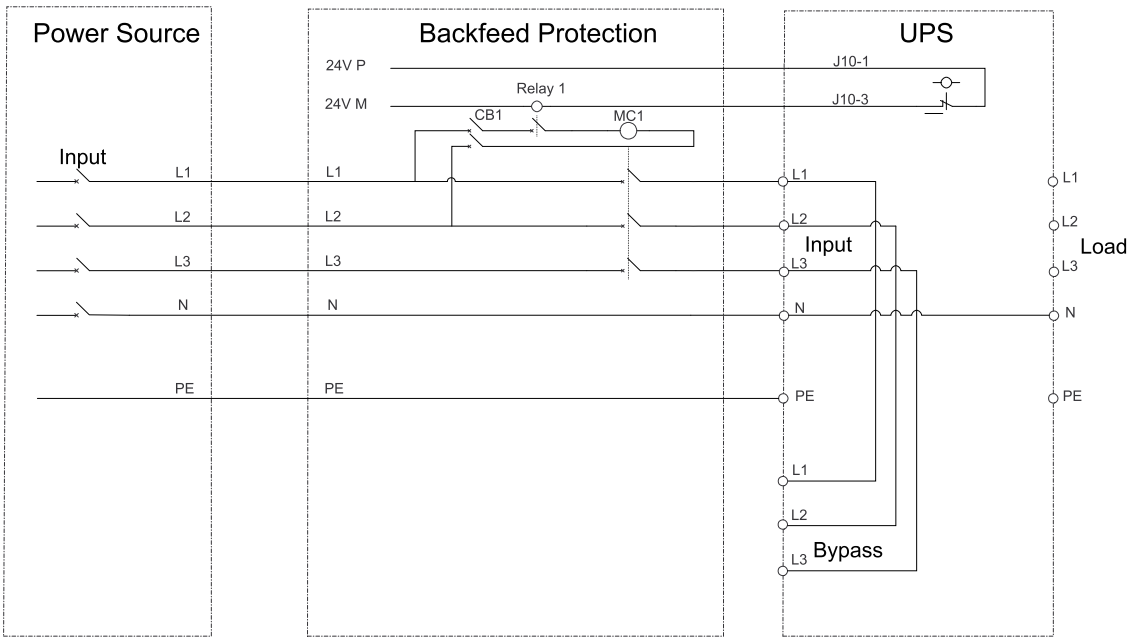 Power Source
Backfeed Protection
UPS
24V P
J10-1
Relay 1
24V M
J10-3
CB1
MC1
Input
L1
L1
L1
L1
L2
L2
L2
L2
Input
Load
L3
L3
L3
L3
N
N
N
N
PE
PE
PE
PE
L1
L2
Bypass
L3